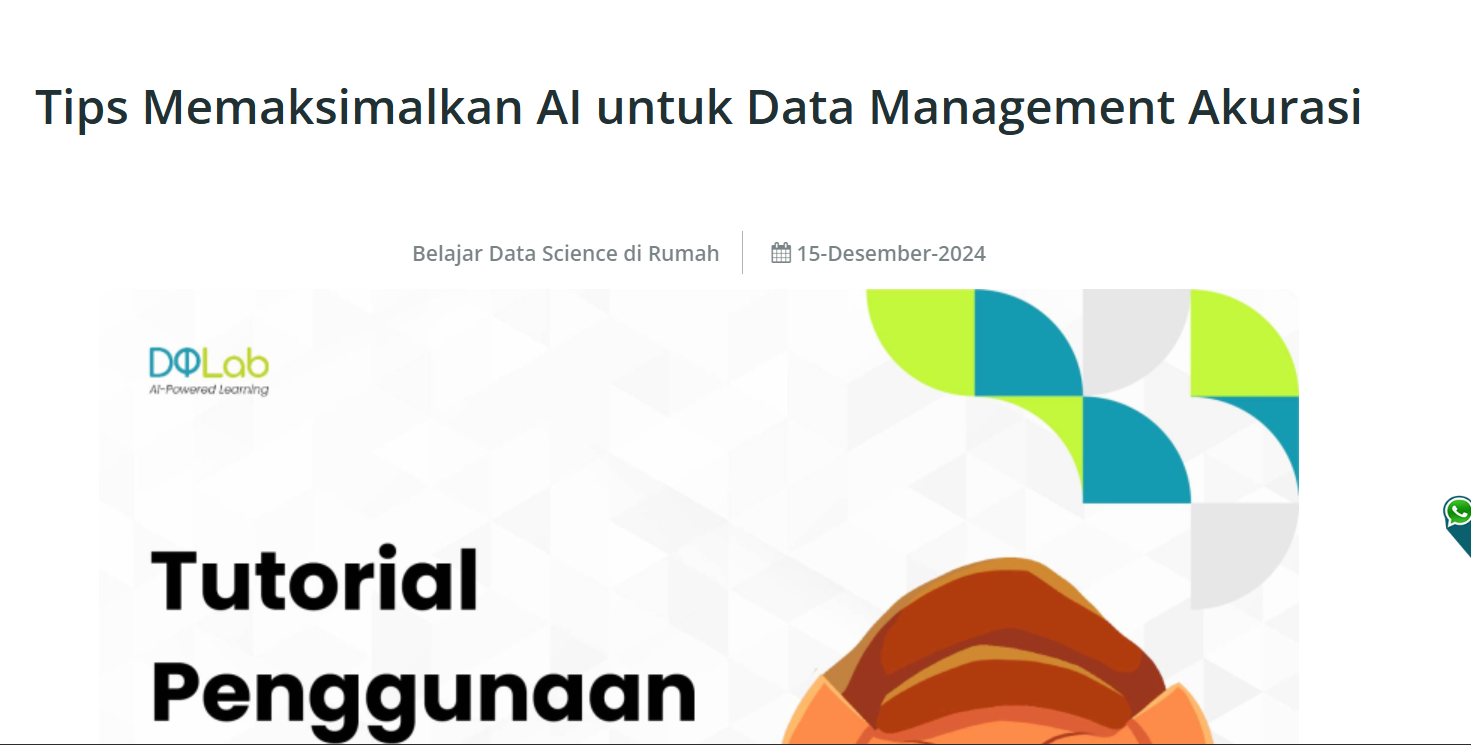 Tips Memaksimalkan AI untuk Data Management Akurasi
Belajar Data Science di Rumah
15-Desember-2024
DQLab
AI-Powered Learning
Tutorial
Penggunaan